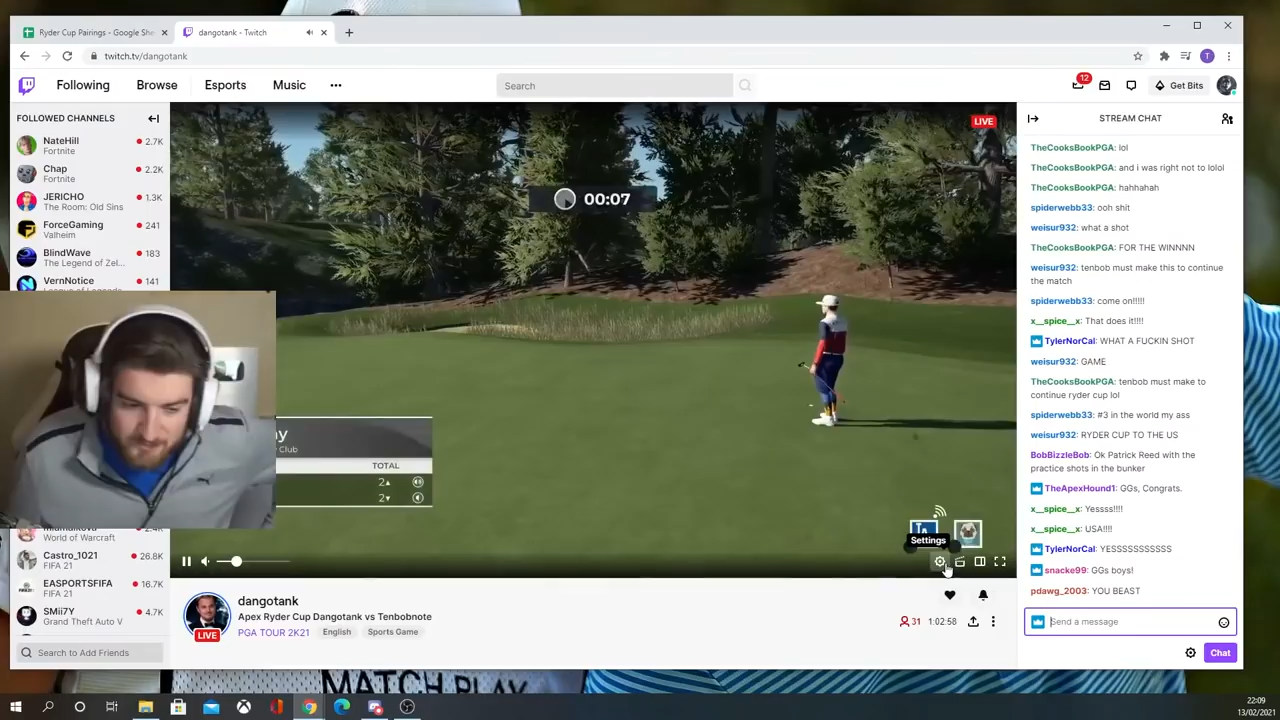 Ryder Cup Pairings - Google She
dangotank - Twitch
twitch.tv/dangotank
Following
Browse
Esports
Music
Search
12
Get Bits
FOLLOWED CHANNELS
NateHill
2.7K
Fortnite
Chap
2.2K
Fortnite
JERICHO
1.3K
The Room: Old Sins
ForceGaming
241
Valheim
BlindWave
183
The Legend of Zel...
VernNotice
141
World of Warcraft
Castro_1021
26.8K
FIFA 21
EASPORTSFIFA
16.7K
FIFA 21
SMii7Y
4.7K
Grand Theft Auto V
Search to Add Friends
LIVE
00:07
Club
TOTAL
2▲
2▼
Settings
LIVE
dangotank
Apex Ryder Cup Dangotank vs Tenbobnote
PGA TOUR 2K21
English
Sports Game
31
1:02:58
STREAM CHAT
TheCooksBookPGA: lol
TheCooksBookPGA: and i was right not to lolol
TheCooksBookPGA: hahhahah
spiderwebb33: ooh shit
weisur932: what a shot
TheCooksBookPGA: FOR THE WINNNN
weisur932: tenbob must make this to continue
the match
spiderwebb33: come on!!!!!
x__spice__x: That does it!!!!
TylerNorCal: WHAT A FUCKIN SHOT
weisur932: GAME
TheCooksBookPGA: tenbob must make to
continue ryder cup lol
spiderwebb33: #3 in the world my ass
weisur932: RYDER CUP TO THE US
BobBizzleBob: Ok Patrick Reed with the
practice shots in the bunker
TheApexHound1: GGs, Congrats.
x__spice__x: Yessss!!!!
x__spice__x: USA!!!!
TylerNorCal: YESSSSSSSSSSS
snacke99: GGs boys!
pdawg_2003: YOU BEAST
Send a message
Chat
MATCH PLAY
22:09
13/02/2021